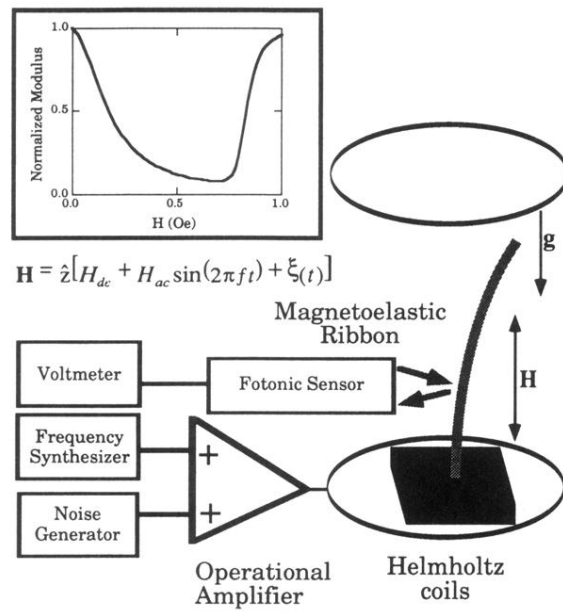 1.0
Normalized Modulus
0.5
0.0
0.0
0.5
1.0
H (Oe)
H = ẑ[H_dc + H_ac sin(2πft) + ξ(t)]
g
Magnetoelastic
Ribbon
H
Voltmeter
Fotonic Sensor
Frequency
Synthesizer
+
Noise
Generator
+
Operational
Amplifier
Helmholtz
coils